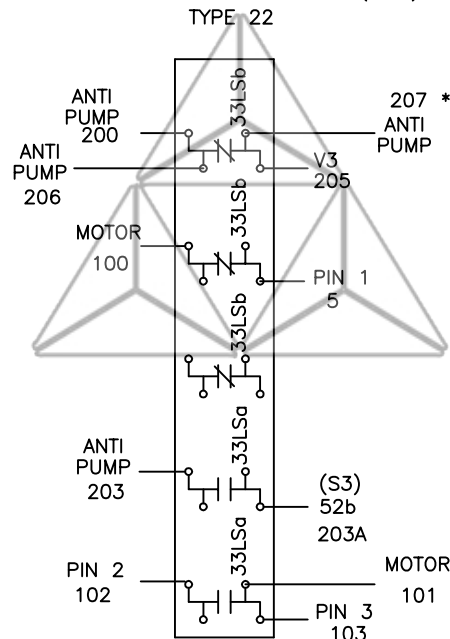 TYPE 22
33LSb
ANTI
PUMP
200
207 *
ANTI
PUMP
ANTI
PUMP
206
V3
205
33LSb
MOTOR
100
PIN 1
5
33LSb
33LSa
ANTI
PUMP
203
(S3)
52b
203A
33LSa
PIN 2
102
MOTOR
101
PIN 3
103